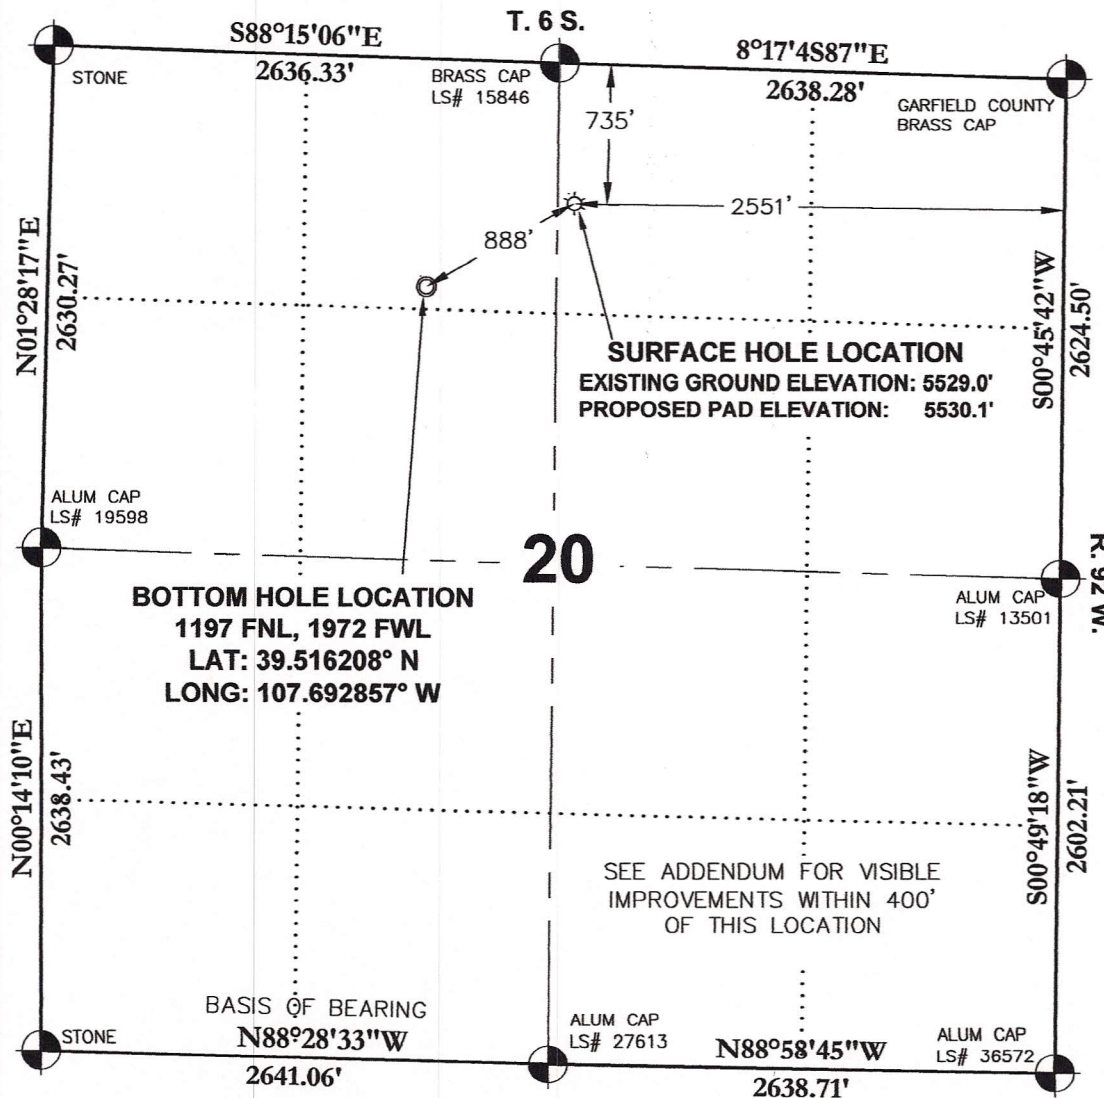 T. 6 S.
S88°15'06"E
2636.33'
8°17'4S87"E
2638.28'
STONE
BRASS CAP
LS# 15846
GARFIELD COUNTY
BRASS CAP
735'
2551'
888'
N01°28'17"E
2630.27'
S00°45'42"W
2624.50'
SURFACE HOLE LOCATION
EXISTING GROUND ELEVATION: 5529.0'
PROPOSED PAD ELEVATION: 5530.1'
ALUM CAP
LS# 19598
20
R. 92 W.
BOTTOM HOLE LOCATION
1197 FNL, 1972 FWL
LAT: 39.516208° N
LONG: 107.692857° W
ALUM CAP
LS# 13501
N00°14'10"E
2638.43'
S00°49'18"W
2602.21'
SEE ADDENDUM FOR VISIBLE
IMPROVEMENTS WITHIN 400'
OF THIS LOCATION
BASIS OF BEARING
N88°28'33"W
2641.06'
STONE
ALUM CAP
LS# 27613
N88°58'45"W
2638.71'
ALUM CAP
LS# 36572